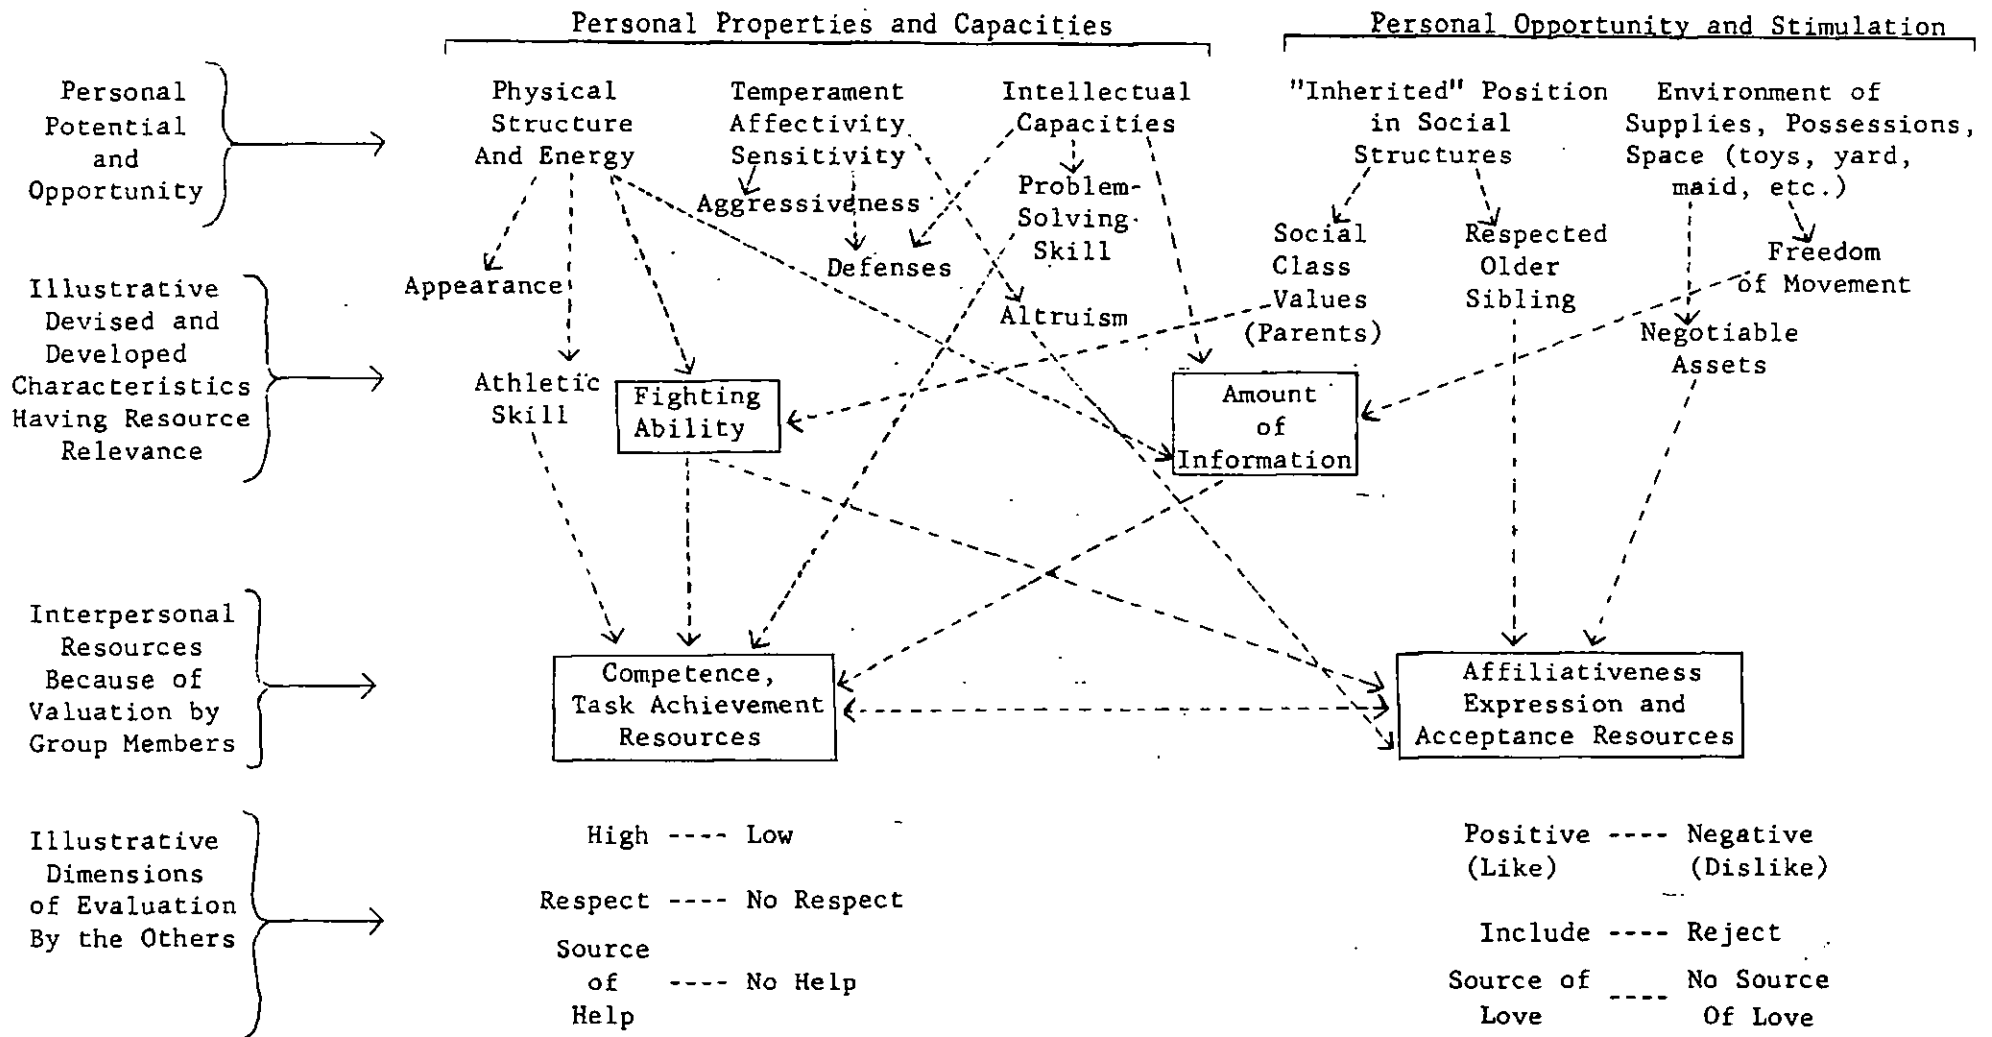 Personal Properties and Capacities
Personal Opportunity and Stimulation
Personal
Potential
and
Opportunity
Physical
Structure
And Energy
Temperament
Affectivity
Sensitivity
Intellectual
Capacities
"Inherited" Position
in Social
Structures
Environment of
Supplies, Possessions,
Space (toys, yard,
maid, etc.)
Illustrative
Devised and
Developed
Characteristics
Having Resource
Relevance
Appearance
Athletic
Skill
Fighting
Ability
Aggressiveness
Defenses
Problem-
Solving
Skill
Altruism
Social
Class
Values
(Parents)
Amount
of
Information
Respected
Older
Sibling
Freedom
of Movement
Negotiable
Assets
Interpersonal
Resources
Because of
Valuation by
Group Members
Competence,
Task Achievement
Resources
Affiliativeness
Expression and
Acceptance Resources
Illustrative
Dimensions
of Evaluation
By the Others
High ---- Low
Respect ---- No Respect
Source
of ---- No Help
Help
Positive ---- Negative
(Like) (Dislike)
Include ---- Reject
Source of ---- No Source
Love Of Love